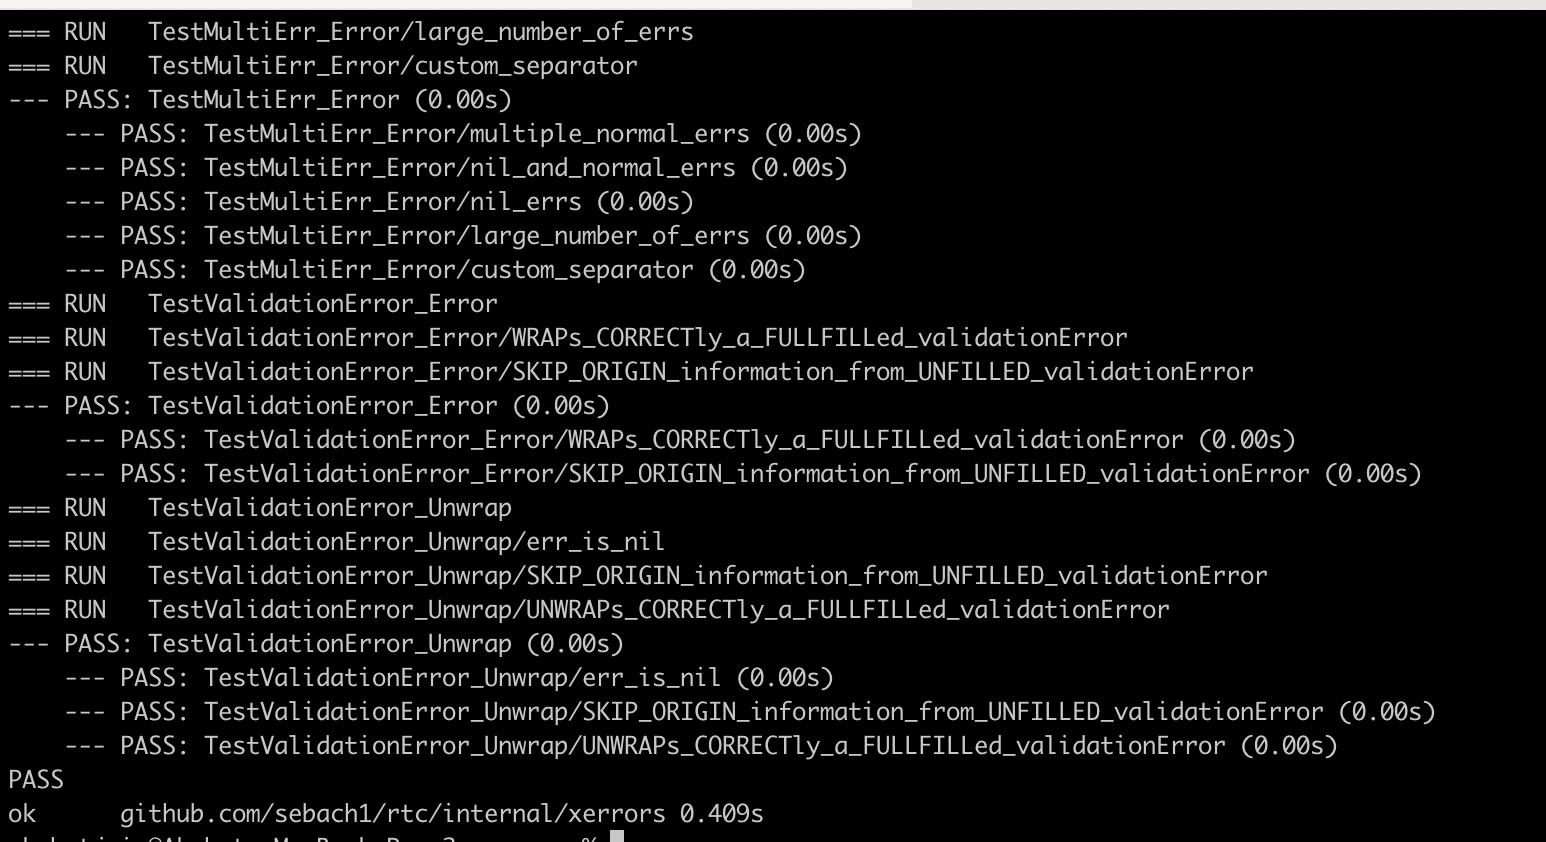 === RUN   TestMultiErr_Error/large_number_of_errs
=== RUN   TestMultiErr_Error/custom_separator
--- PASS: TestMultiErr_Error (0.00s)
    --- PASS: TestMultiErr_Error/multiple_normal_errs (0.00s)
    --- PASS: TestMultiErr_Error/nil_and_normal_errs (0.00s)
    --- PASS: TestMultiErr_Error/nil_errs (0.00s)
    --- PASS: TestMultiErr_Error/large_number_of_errs (0.00s)
    --- PASS: TestMultiErr_Error/custom_separator (0.00s)
=== RUN   TestValidationError_Error
=== RUN   TestValidationError_Error/WRAPs_CORRECTly_a_FULLFILLed_validationError
=== RUN   TestValidationError_Error/SKIP_ORIGIN_information_from_UNFILLED_validationError
--- PASS: TestValidationError_Error (0.00s)
    --- PASS: TestValidationError_Error/WRAPs_CORRECTly_a_FULLFILLed_validationError (0.00s)
    --- PASS: TestValidationError_Error/SKIP_ORIGIN_information_from_UNFILLED_validationError (0.00s)
=== RUN   TestValidationError_Unwrap
=== RUN   TestValidationError_Unwrap/err_is_nil
=== RUN   TestValidationError_Unwrap/SKIP_ORIGIN_information_from_UNFILLED_validationError
=== RUN   TestValidationError_Unwrap/UNWRAPs_CORRECTly_a_FULLFILLed_validationError
--- PASS: TestValidationError_Unwrap (0.00s)
    --- PASS: TestValidationError_Unwrap/err_is_nil (0.00s)
    --- PASS: TestValidationError_Unwrap/SKIP_ORIGIN_information_from_UNFILLED_validationError (0.00s)
    --- PASS: TestValidationError_Unwrap/UNWRAPs_CORRECTly_a_FULLFILLed_validationError (0.00s)
PASS
ok      github.com/sebach1/rtc/internal/xerrors 0.409s